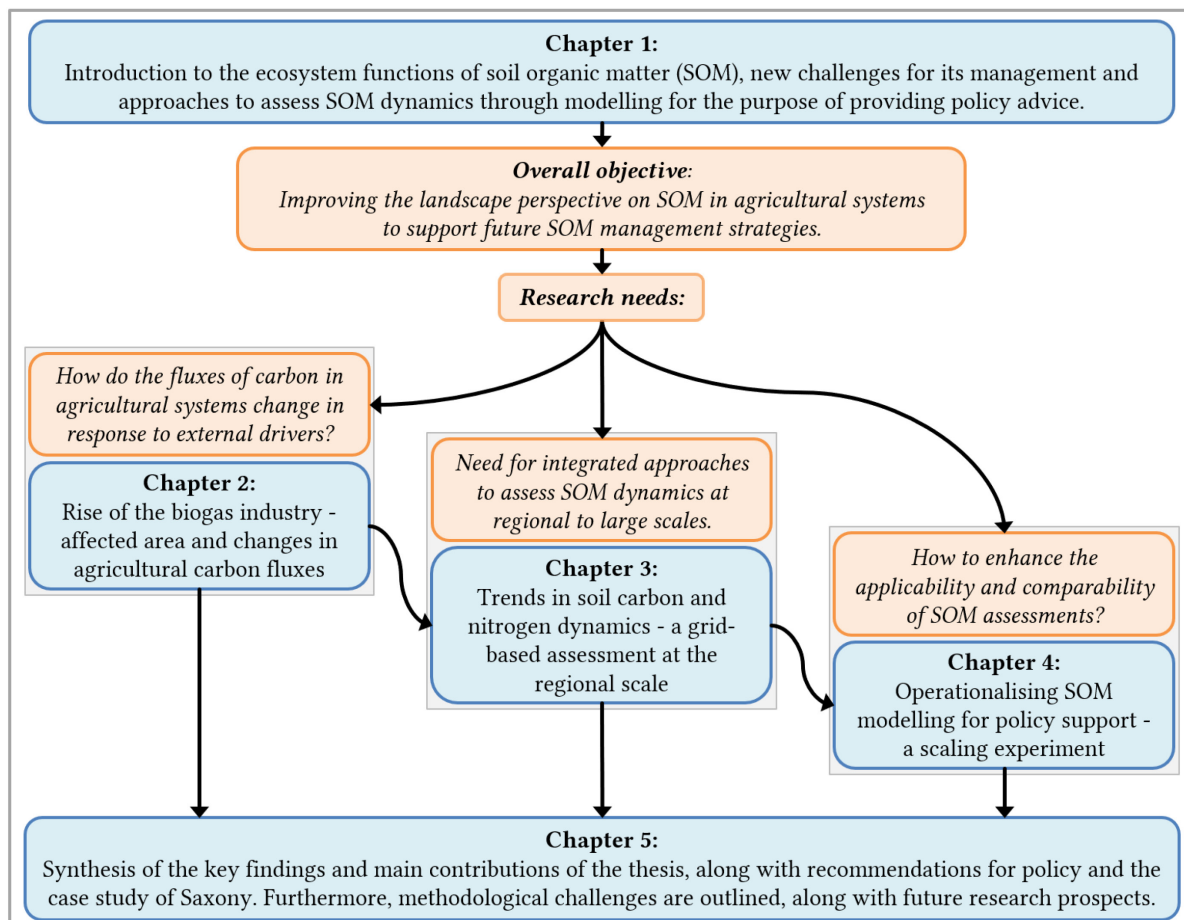 Chapter 1:
Introduction to the ecosystem functions of soil organic matter (SOM), new challenges for its management and
approaches to assess SOM dynamics through modelling for the purpose of providing policy advice.
Overall objective:
Improving the landscape perspective on SOM in agricultural systems
to support future SOM management strategies.
Research needs:
How do the fluxes of carbon in
agricultural systems change in
response to external drivers?
Chapter 2:
Rise of the biogas industry -
affected area and changes in
agricultural carbon fluxes
Need for integrated approaches
to assess SOM dynamics at
regional to large scales.
Chapter 3:
Trends in soil carbon and
nitrogen dynamics - a grid-
based assessment at the
regional scale
How to enhance the
applicability and comparability
of SOM assessments?
Chapter 4:
Operationalising SOM
modelling for policy support -
a scaling experiment
Chapter 5:
Synthesis of the key findings and main contributions of the thesis, along with recommendations for policy and the
case study of Saxony. Furthermore, methodological challenges are outlined, along with future research prospects.